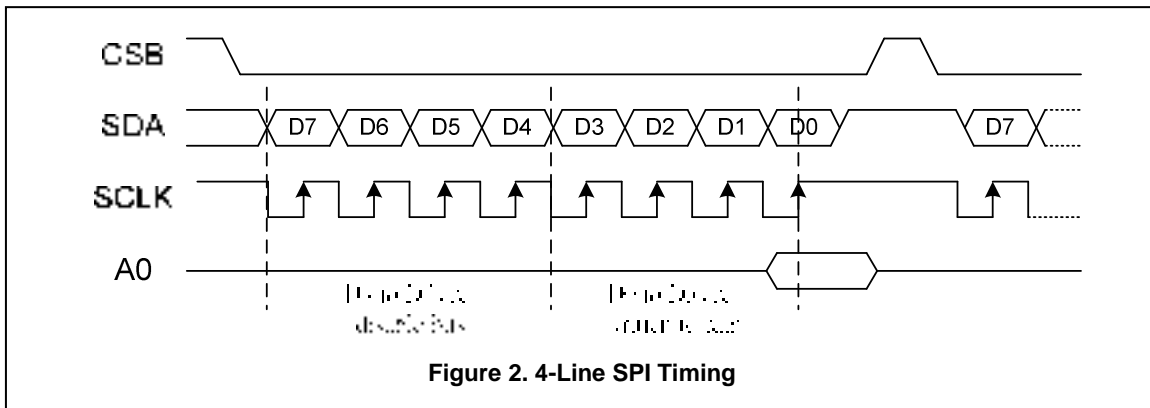 CSB
SDA D7 D6 D5 D4 D3 D2 D1 D0 D7
SCLK
A0
Figure 2. 4-Line SPI Timing